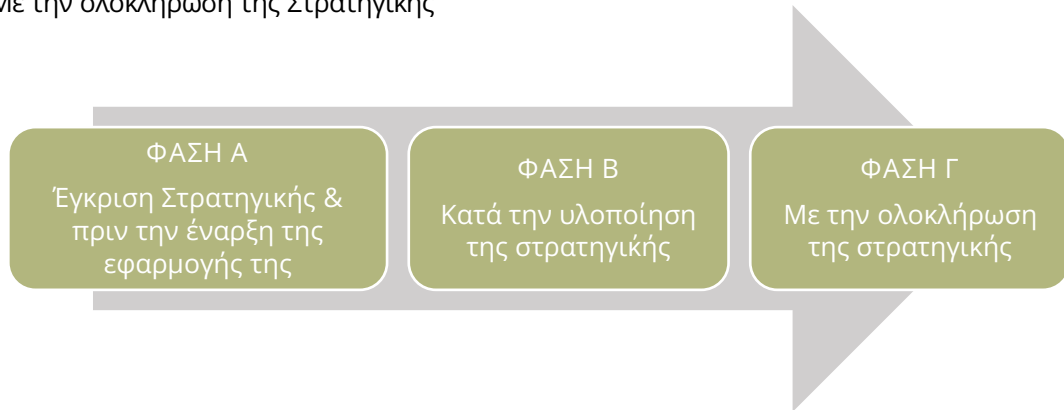 Με την ολοκλήρωση της Στρατηγικής
ΦΑΣΗ Α
Έγκριση Στρατηγικής &
πριν την έναρξη της
εφαρμογής της
ΦΑΣΗ Β
Κατά την υλοποίηση
της στρατηγικής
ΦΑΣΗ Γ
Με την ολοκλήρωση
της στρατηγικής